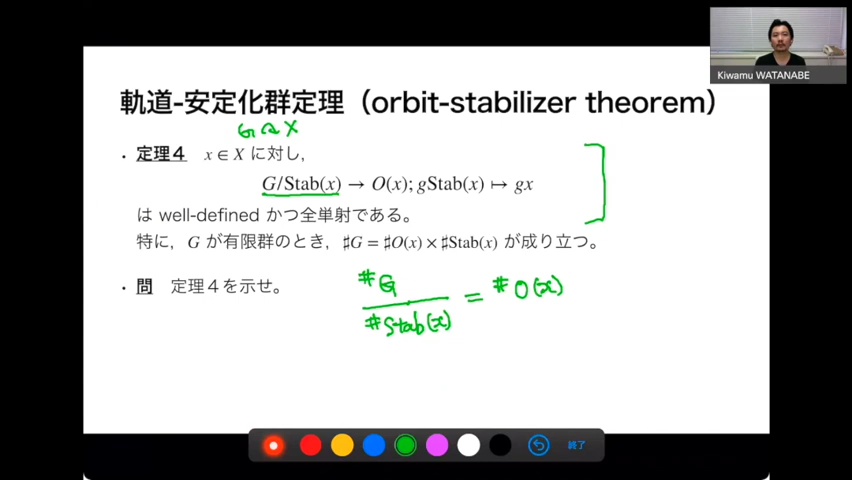 Kiwamu WATANABE
軌道-安定化群定理（orbit-stabilizer theorem）
G ↷ X
・定理４ x ∈ X に対し,
G/Stab(x) → O(x); gStab(x) ↦ gx
は well-defined かつ全単射である。
特に，G が有限群のとき，♯G = ♯O(x) × ♯Stab(x) が成り立つ。
・問 定理４を示せ。
#G
= #O(x)
#Stab(x)
終了